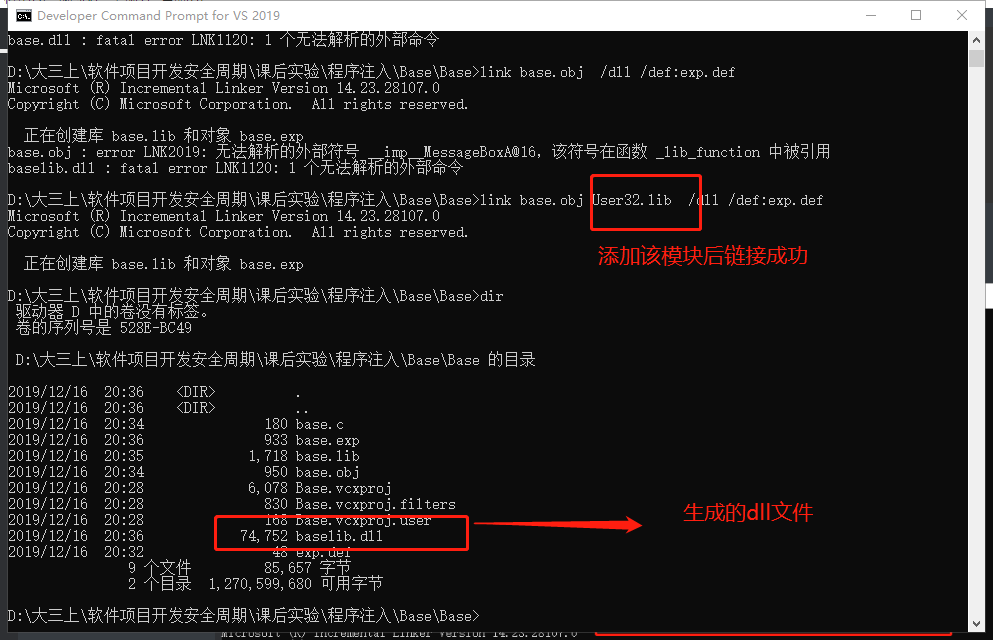 Developer Command Prompt for VS 2019
base.dll : fatal error LNK1120: 1 个无法解析的外部命令
D:\大三上\软件项目开发安全周期\课后实验\程序注入\Base\Base>link base.obj  /dll /def:exp.def
Microsoft (R) Incremental Linker Version 14.23.28107.0
Copyright (C) Microsoft Corporation.  All rights reserved.
正在创建库 base.lib 和对象 base.exp
base.obj : error LNK2019: 无法解析的外部符号 __imp__MessageBoxA@16，该符号在函数 _lib_function 中被引用
baselib.dll : fatal error LNK1120: 1 个无法解析的外部命令
D:\大三上\软件项目开发安全周期\课后实验\程序注入\Base\Base>link base.obj User32.lib  /dll /def:exp.def
Microsoft (R) Incremental Linker Version 14.23.28107.0
Copyright (C) Microsoft Corporation.  All rights reserved.
添加该模块后链接成功
正在创建库 base.lib 和对象 base.exp
D:\大三上\软件项目开发安全周期\课后实验\程序注入\Base\Base>dir
驱动器 D 中的卷没有标签。
卷的序列号是 528E-BC49
D:\大三上\软件项目开发安全周期\课后实验\程序注入\Base\Base 的目录
2019/12/16  20:36    <DIR>          .
2019/12/16  20:36    <DIR>          ..
2019/12/16  20:34               180 base.c
2019/12/16  20:36               933 base.exp
2019/12/16  20:35             1,718 base.lib
2019/12/16  20:34               950 base.obj
2019/12/16  20:28             6,078 Base.vcxproj
2019/12/16  20:28               830 Base.vcxproj.filters
2019/12/16  20:28               168 Base.vcxproj.user
生成的dll文件
2019/12/16  20:36            74,752 baselib.dll
2019/12/16  20:32                48 exp.def
9 个文件         85,657 字节
2 个目录  1,270,599,680 可用字节
D:\大三上\软件项目开发安全周期\课后实验\程序注入\Base\Base>
Microsoft (R) Incremental Linker Version 14.23.28107.0